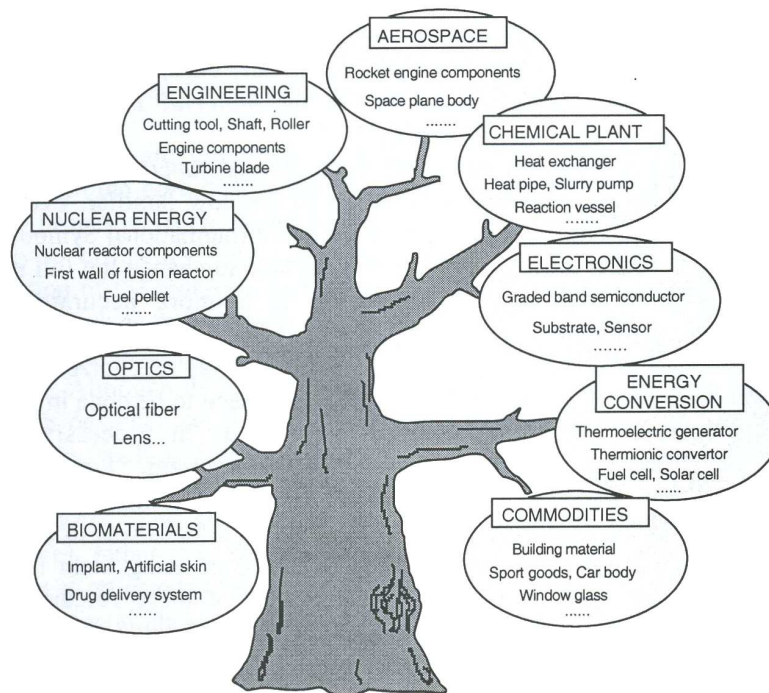 AEROSPACE
Rocket engine components
Space plane body
.......
ENGINEERING
Cutting tool, Shaft, Roller
Engine components
Turbine blade
.......
CHEMICAL PLANT
Heat exchanger
Heat pipe, Slurry pump
Reaction vessel
.......
NUCLEAR ENERGY
Nuclear reactor components
First wall of fusion reactor
Fuel pellet
.......
ELECTRONICS
Graded band semiconductor
Substrate, Sensor
.......
OPTICS
Optical fiber
Lens...
ENERGY
CONVERSION
Thermoelectric generator
Thermionic convertor
Fuel cell, Solar cell
......
BIOMATERIALS
Implant, Artificial skin
Drug delivery system
......
COMMODITIES
Building material
Sport goods, Car body
Window glass
......